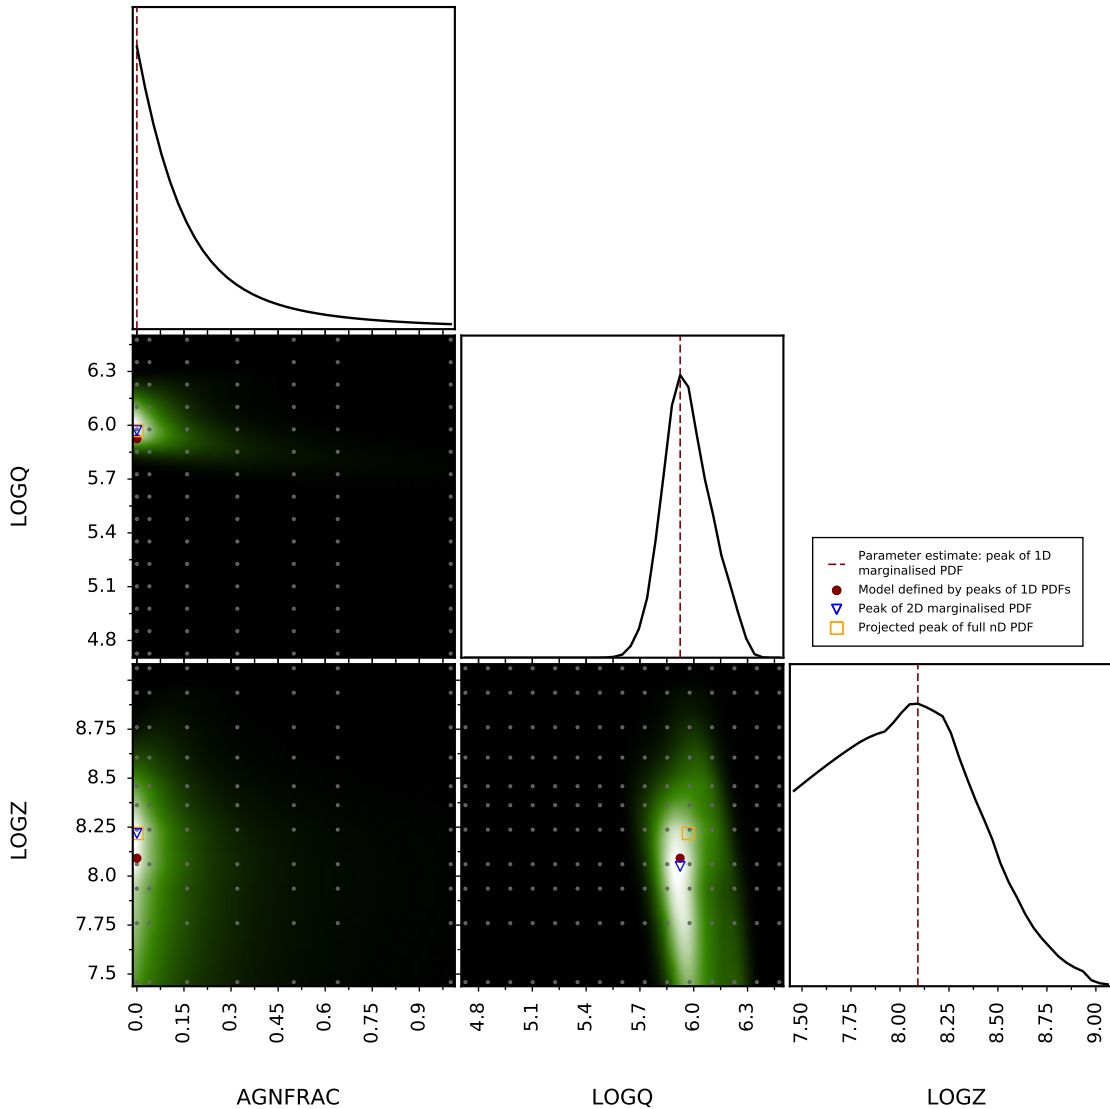 6.3
6.0
5.7
5.4
5.1
4.8
LOGQ
Parameter estimate: peak of 1D
marginalised PDF
Model defined by peaks of 1D PDFs
Peak of 2D marginalised PDF
Projected peak of full nD PDF
8.75
8.5
8.25
8.0
7.75
7.5
LOGZ
0.0 0.15 0.3 0.45 0.6 0.75 0.9
4.8 5.1 5.4 5.7 6.0 6.3
7.50 7.75 8.00 8.25 8.50 8.75 9.00
AGNFRAC LOGQ LOGZ